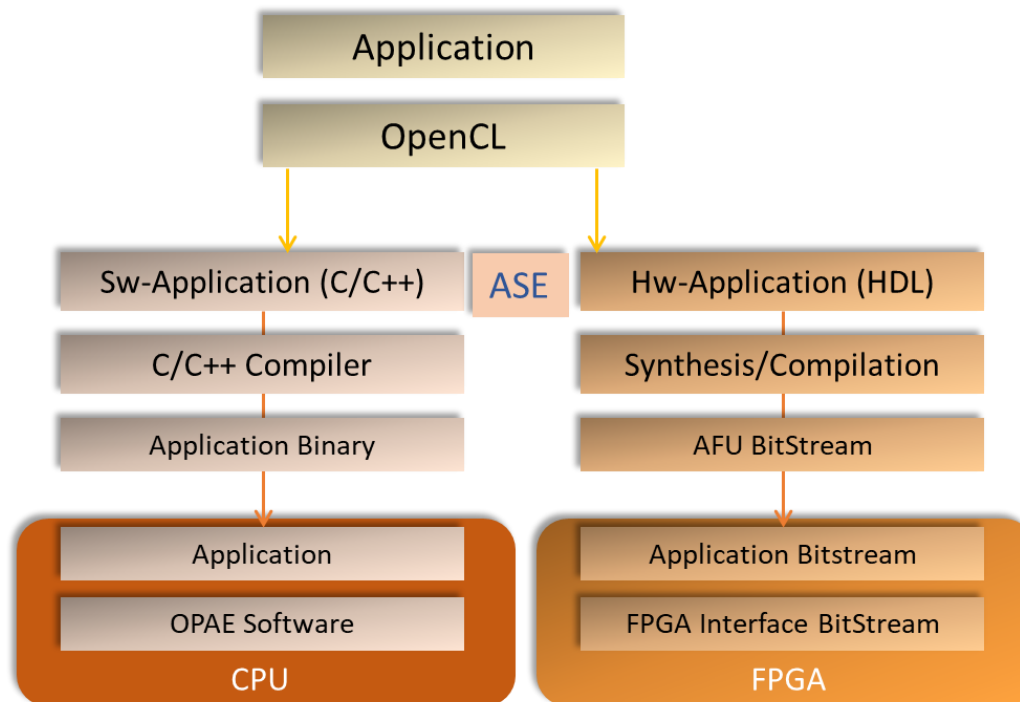 Application
OpenCL
Sw-Application (C/C++)
ASE
Hw-Application (HDL)
C/C++ Compiler
Synthesis/Compilation
Application Binary
AFU BitStream
Application
Application Bitstream
OPAE Software
FPGA Interface BitStream
CPU
FPGA